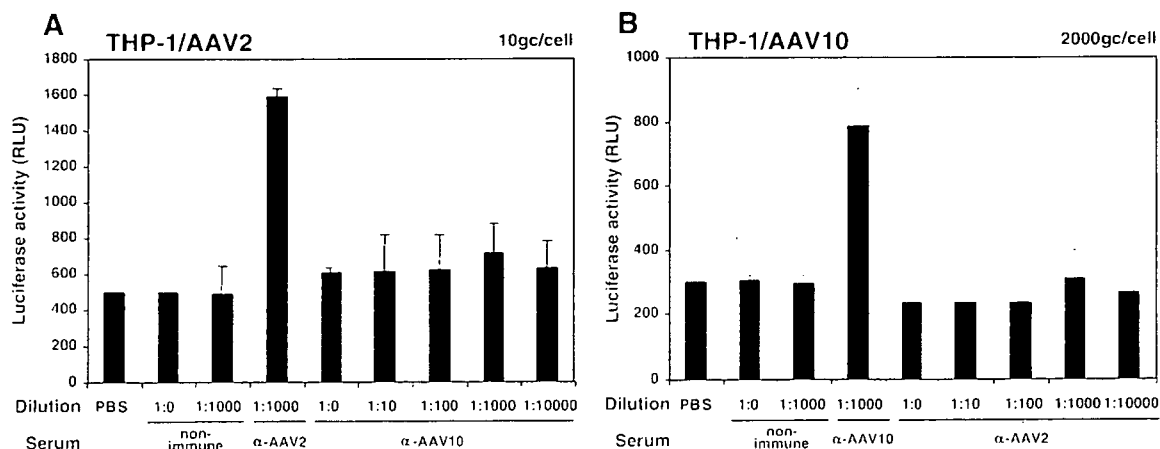 A
THP-1/AAV2
10gc/cell
Luciferase activity (RLU)
1800
1600
1400
1200
1000
800
600
400
200
0
Dilution PBS 1:0 1:1000 1:1000 1:0 1:10 1:100 1:1000 1:10000
Serum non-immune α-AAV2 α-AAV10
B
THP-1/AAV10
2000gc/cell
Luciferase activity (RLU)
1000
800
600
400
200
0
Dilution PBS 1:0 1:1000 1:1000 1:0 1:10 1:100 1:1000 1:10000
Serum non-immune α-AAV10 α-AAV2